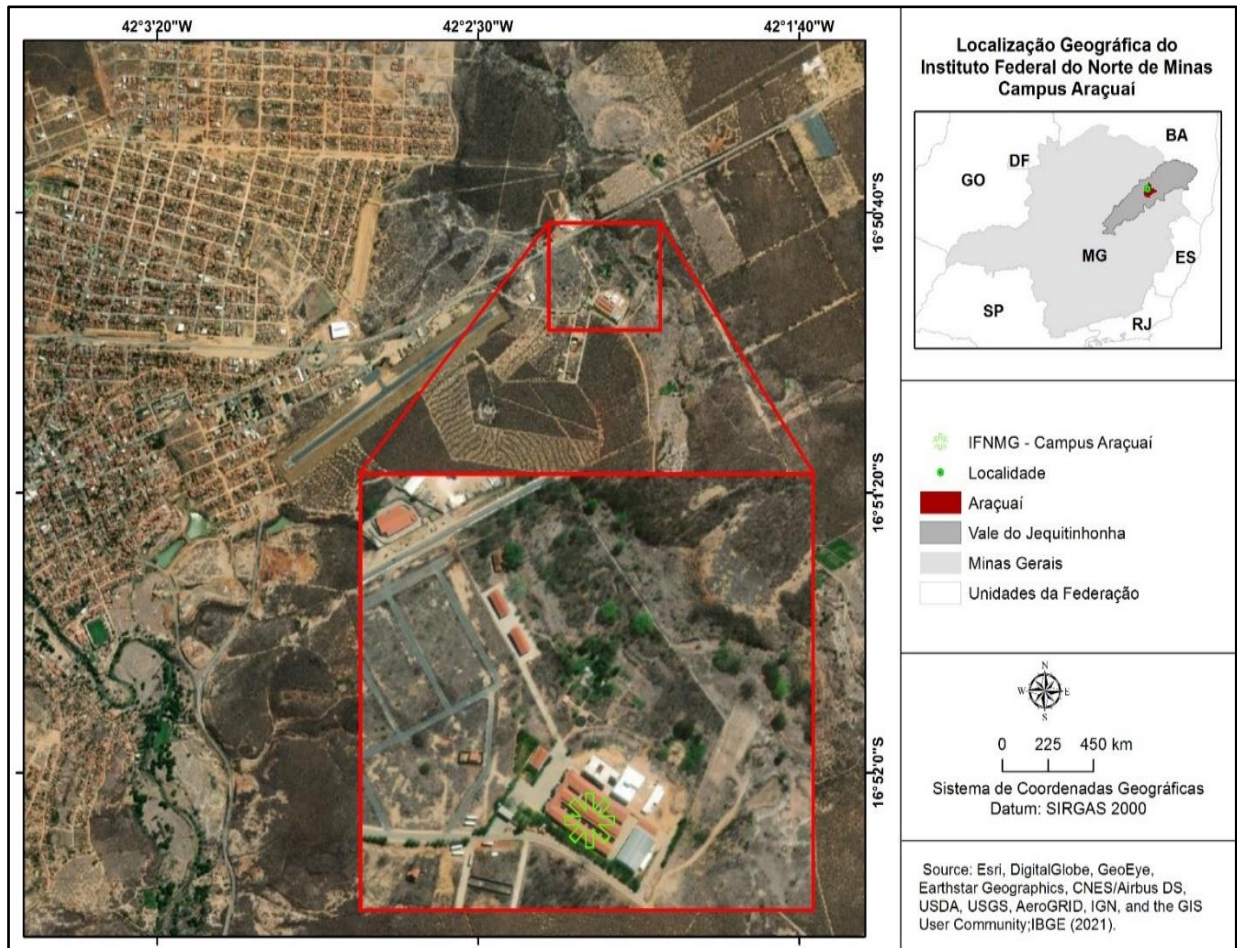 42°3'20"W
42°2'30"W
42°1'40"W
16°50'40"S
16°51'20"S
16°52'0"S
Localização Geográfica do
Instituto Federal do Norte de Minas
Campus Araçuaí
BA
DF
GO
MG
ES
SP
RJ
IFNMG - Campus Araçuaí
Localidade
Araçuaí
Vale do Jequitinhonha
Minas Gerais
Unidades da Federação
N
W
E
S
0 225 450 km
Sistema de Coordenadas Geográficas
Datum: SIRGAS 2000
Source: Esri, DigitalGlobe, GeoEye,
Earthstar Geographics, CNES/Airbus DS,
USDA, USGS, AeroGRID, IGN, and the GIS
User Community;IBGE (2021).